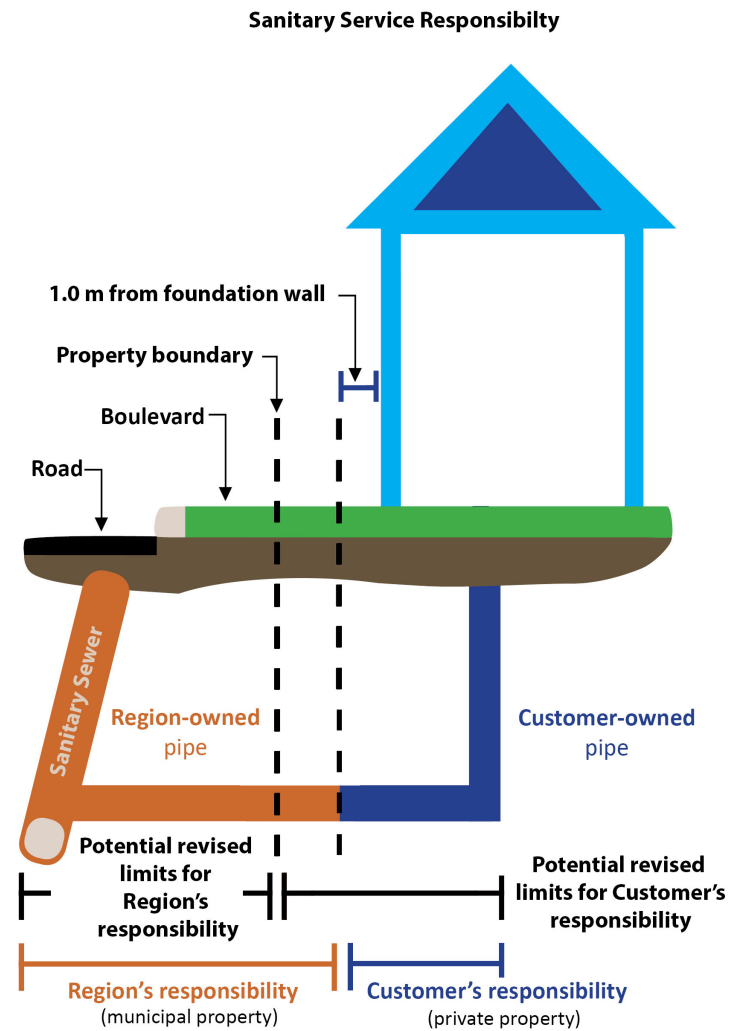 Sanitary Service Responsibilty
1.0 m from foundation wall
Property boundary
Boulevard
Road
Sanitary Sewer
Region-owned
pipe
Customer-owned
pipe
Potential revised
limits for
Region's
responsibility
Potential revised
limits for Customer's
responsibility
Region's responsibility
(municipal property)
Customer's responsibility
(private property)